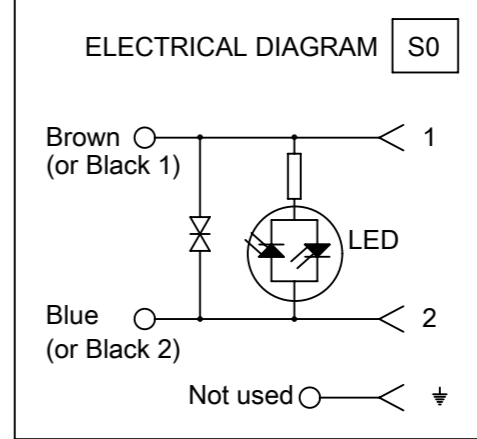 ELECTRICAL DIAGRAM S0
Brown 1
(or Black 1)
LED
Blue 2
(or Black 2)
Not used